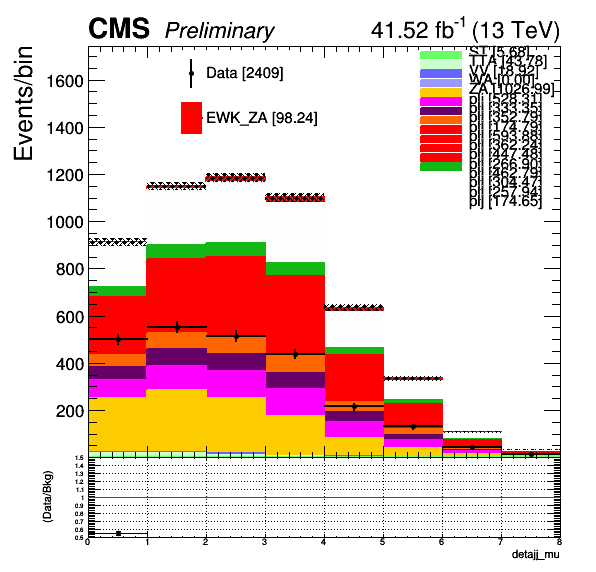 CMS Preliminary 41.52 fb⁻¹ (13 TeV)
Events/bin
1600
1400
1200
1000
800
600
400
200
Data [2409]
EWK_ZA [98.24]
ST [5.68]
TTA [43.78]
VV [18.92]
WA [0.00]
ZA [1026.99]
plj [528.31]
plj [333.35]
plj [352.79]
plj [174.79]
plj [593.88]
plj [362.24]
plj [447.48]
plj [266.90]
plj [462.79]
plj [304.47]
plj [257.94]
plj [174.65]
(Data/Bkg)
1.5
1.4
1.3
1.2
1.1
1
0.9
0.8
0.7
0.6
0.5
0 1 2 3 4 5 6 7 8
detajj_mu